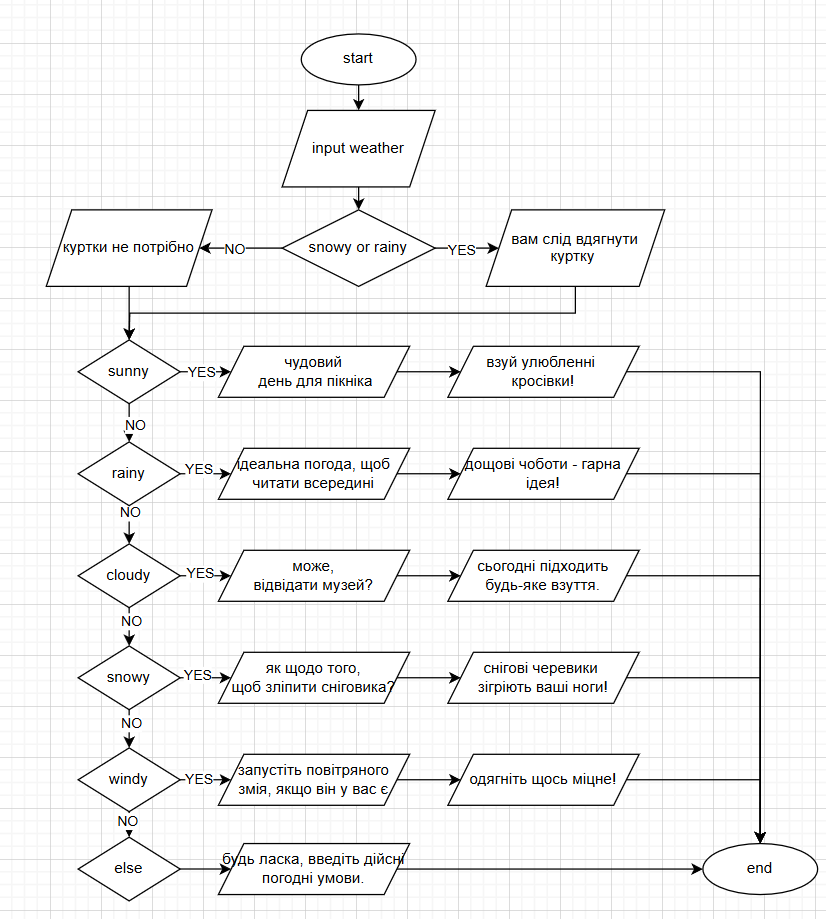 start
input weather
куртки не потрібно
NO
snowy or rainy
YES
вам слід вдягнути
куртку
sunny
YES
чудовий
день для пікніка
взуй улюбленні
кросівки!
NO
rainy
YES
ідеальна погода, щоб
читати всередині
дощові чоботи - гарна
ідея!
NO
cloudy
YES
може,
відвідати музей?
сьогодні підходить
будь-яке взуття.
NO
snowy
YES
як щодо того,
щоб зліпити сніговика?
снігові черевики
зігріють ваші ноги!
NO
windy
YES
запустіть повітряного
змія, якщо він у вас є
одягніть щось міцне!
NO
else
будь ласка, введіть дійсні
погодні умови.
end